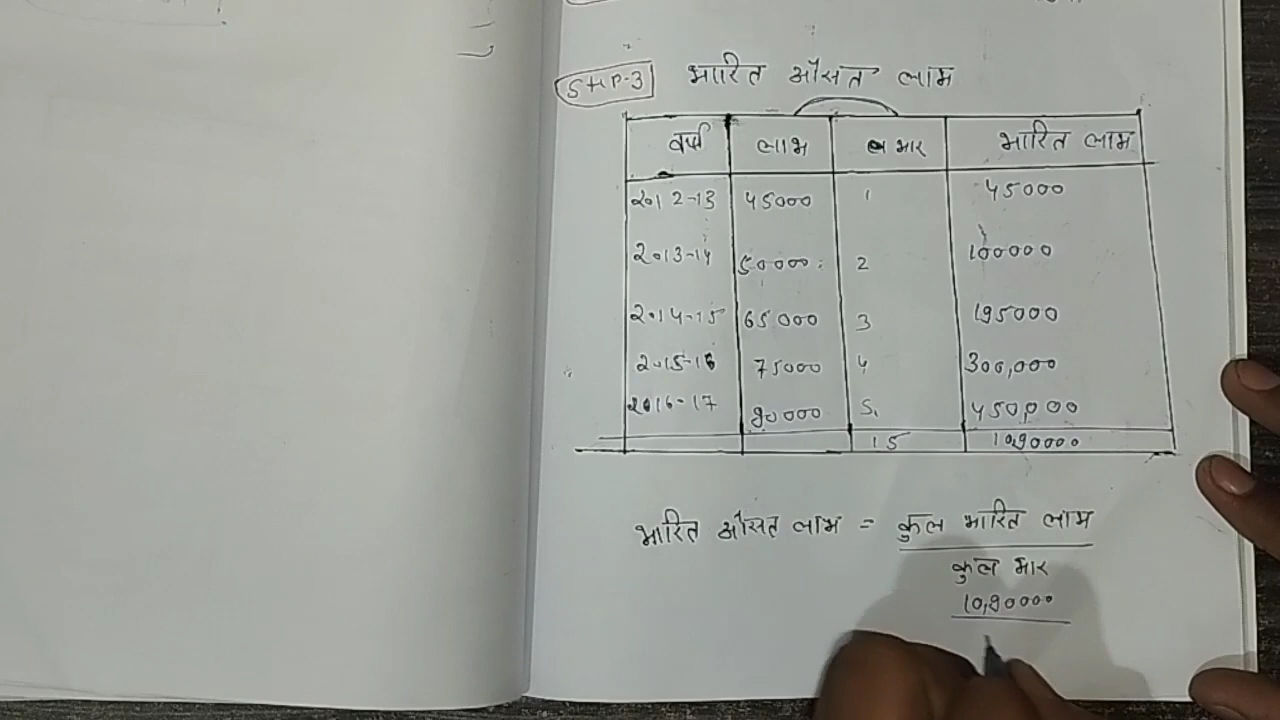 STEP-3 भारित औसत लाभ
वर्ष लाभ भार भारित लाभ
2012-13 45000 1 45000
2013-14 50000 2 100000
2014-15 65000 3 195000
2015-16 75000 4 300,000
2016-17 90000 5 450,000
15 1090000
भारित औसत लाभ = कुल भारित लाभ
कुल भार
10,90000